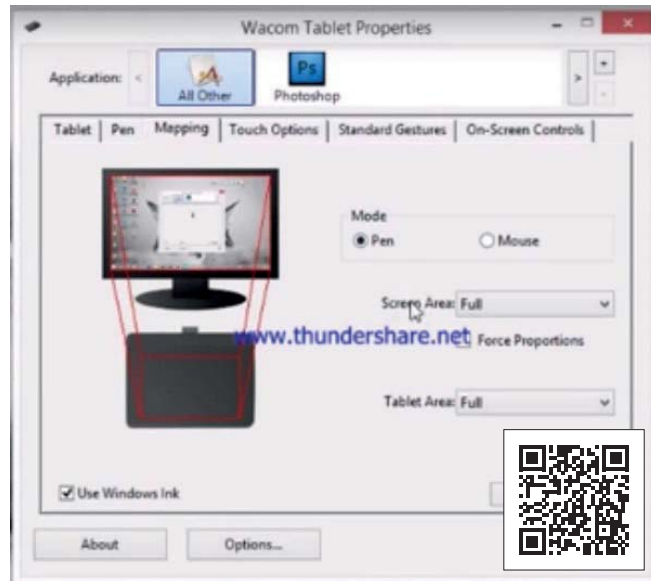 Wacom Tablet Properties
Application:
All Other
Ps
Photoshop
Tablet
Pen
Mapping
Touch Options
Standard Gestures
On-Screen Controls
Mode
Pen
Mouse
Screen Area: Full
www.thundershare.net
Force Proportions
Tablet Area: Full
Use Windows Ink
About
Options...